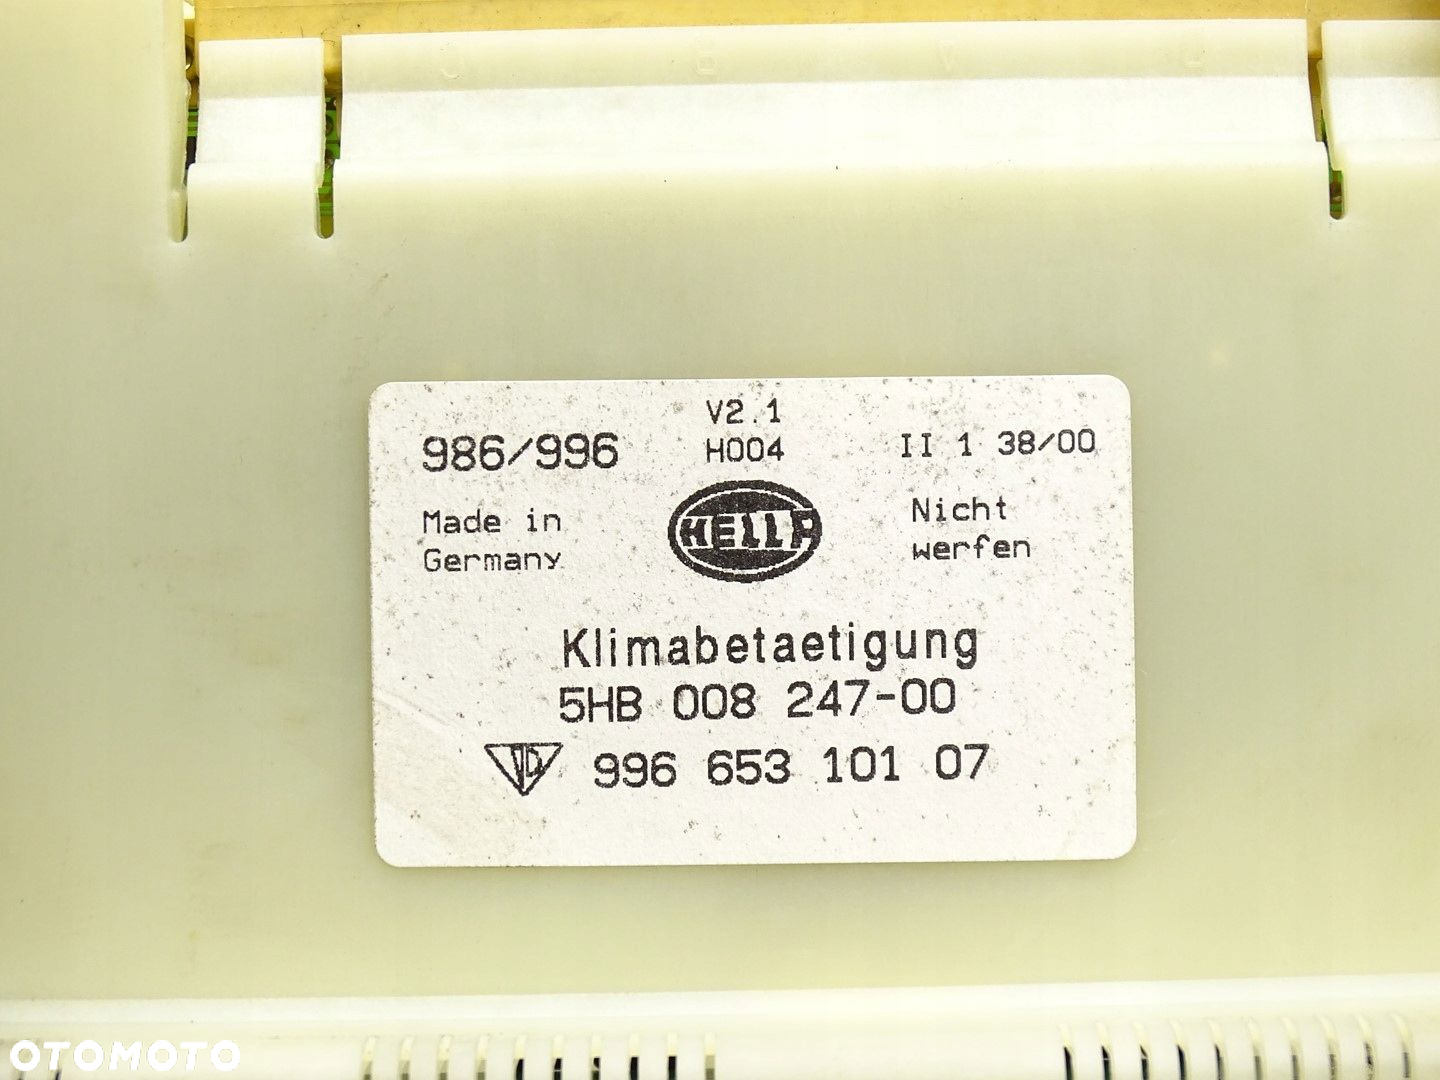 V2.1
986/996 H004 II 1 38/00
Made in Germany
HELLA
Nicht werfen
Klimabetaetigung
5HB 008 247-00
996 653 101 07
OTOMOTO